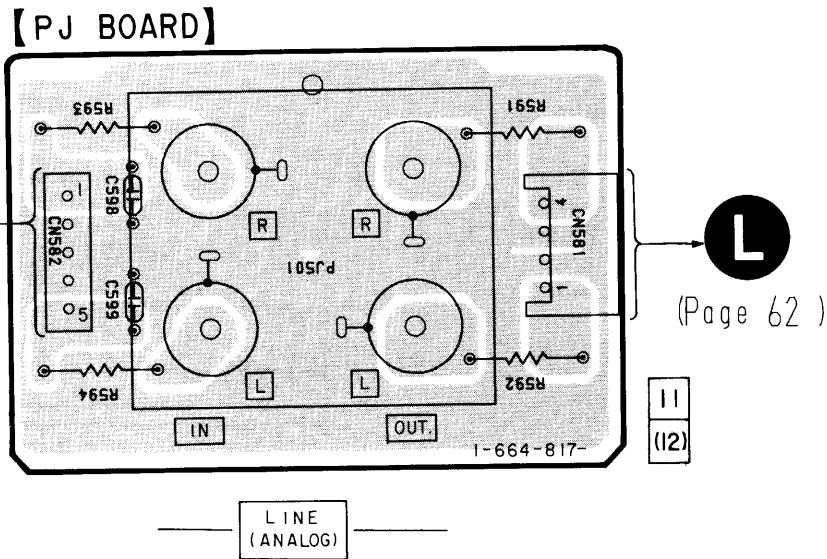 【PJ BOARD】
R593
R591
1
C598
CN582
R
R
4
CN581
L
PJ501
(Page 62)
5
C599
1
R594
L
L
R592
IN
OUT.
1-664-817-
11
(12)
LINE
(ANALOG)